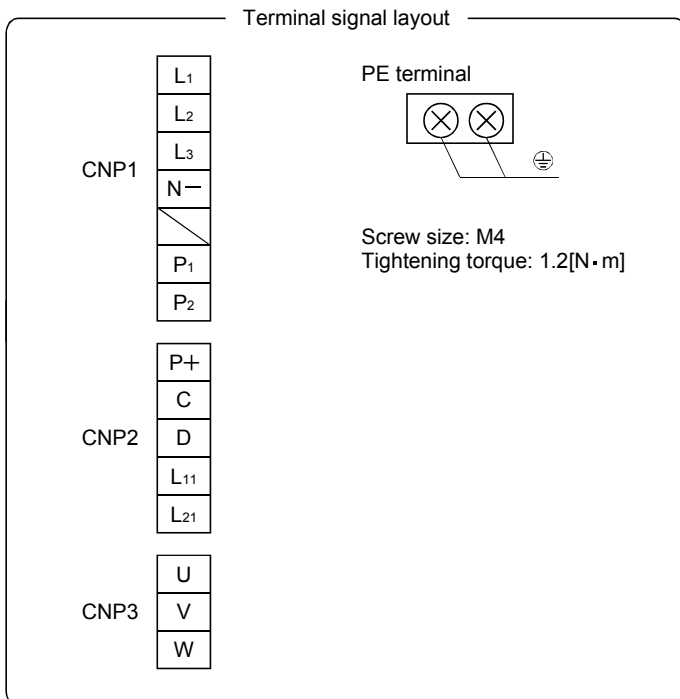 Terminal signal layout
CNP1
L1
L2
L3
N−
P1
P2
CNP2
P+
C
D
L11
L21
CNP3
U
V
W
PE terminal
Screw size: M4
Tightening torque: 1.2[N·m]